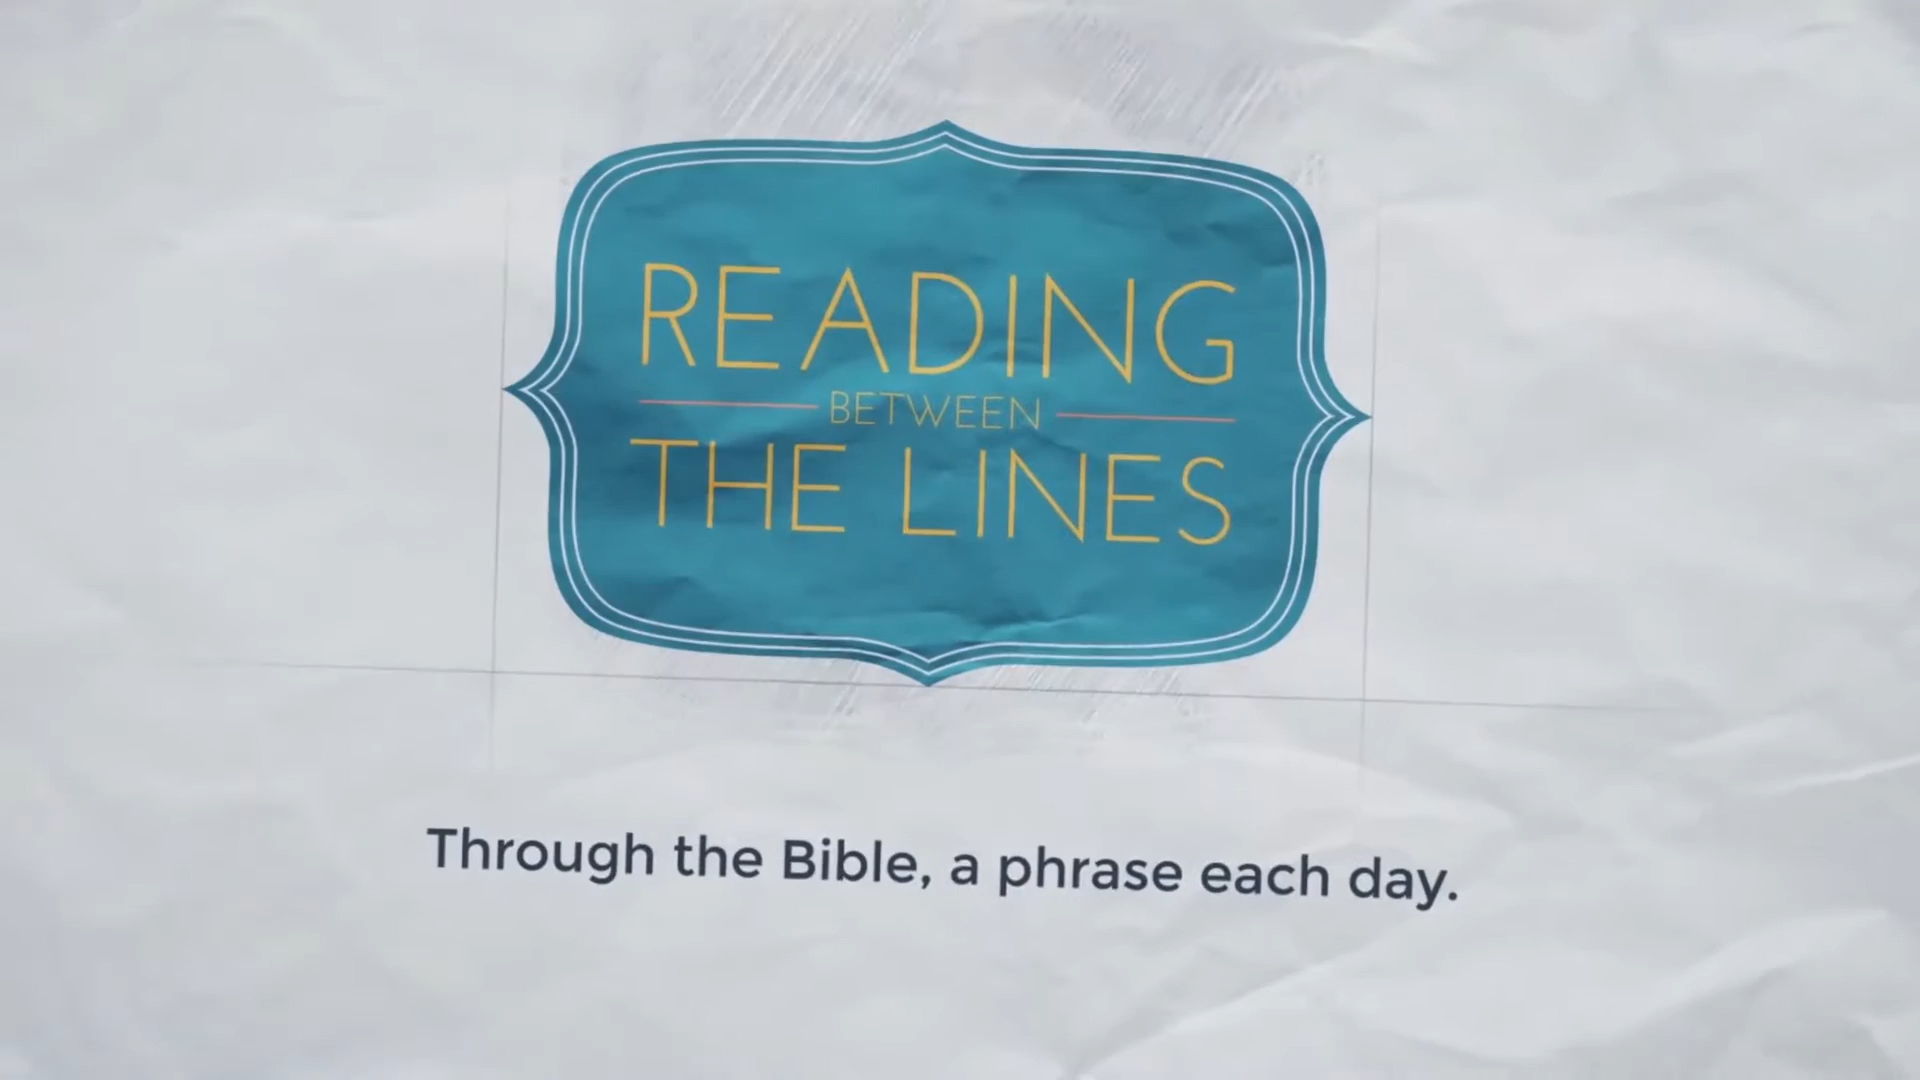 READING
BETWEEN
THE LINES
Through the Bible, a phrase each day.